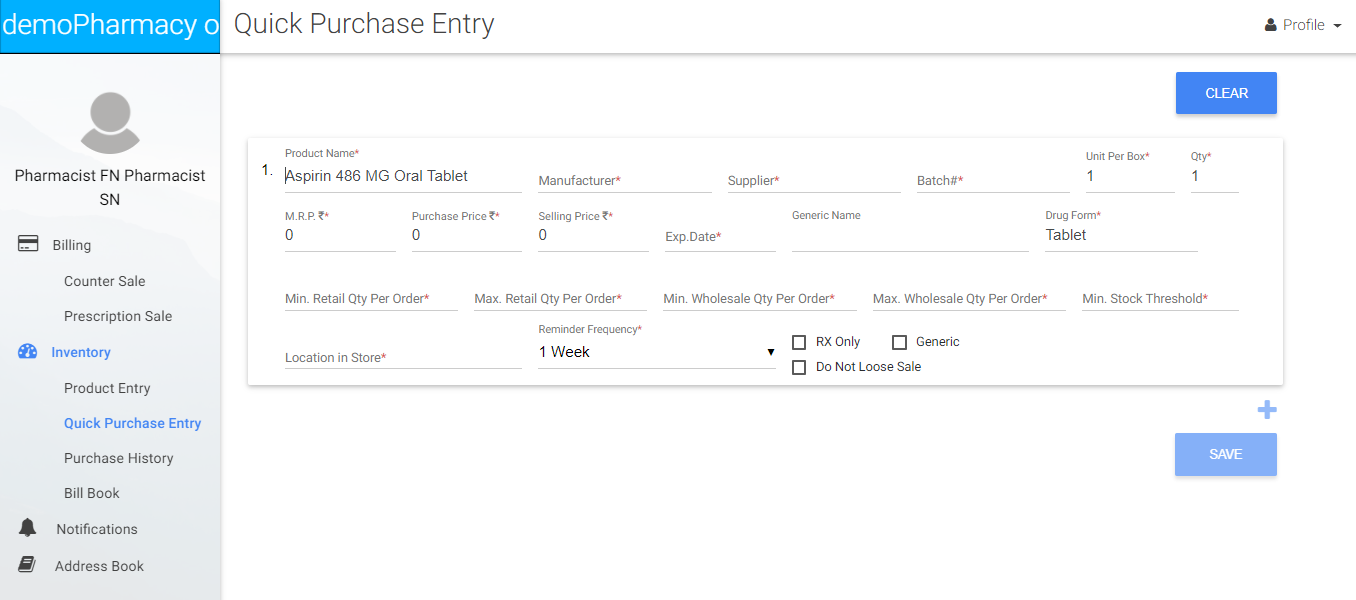 demoPharmacy o
Quick Purchase Entry
Profile
CLEAR
Pharmacist FN Pharmacist
SN
Billing
Counter Sale
Prescription Sale
Inventory
Product Entry
Quick Purchase Entry
Purchase History
Bill Book
Notifications
Address Book
1.
Product Name*
Aspirin 486 MG Oral Tablet
Manufacturer*
Supplier*
Batch#*
Unit Per Box*
1
Qty*
1
M.R.P. ₹*
0
Purchase Price ₹*
0
Selling Price ₹*
0
Exp.Date*
Generic Name
Drug Form*
Tablet
Min. Retail Qty Per Order*
Max. Retail Qty Per Order*
Min. Wholesale Qty Per Order*
Max. Wholesale Qty Per Order*
Min. Stock Threshold*
Location in Store*
Reminder Frequency*
1 Week
RX Only
Generic
Do Not Loose Sale
SAVE